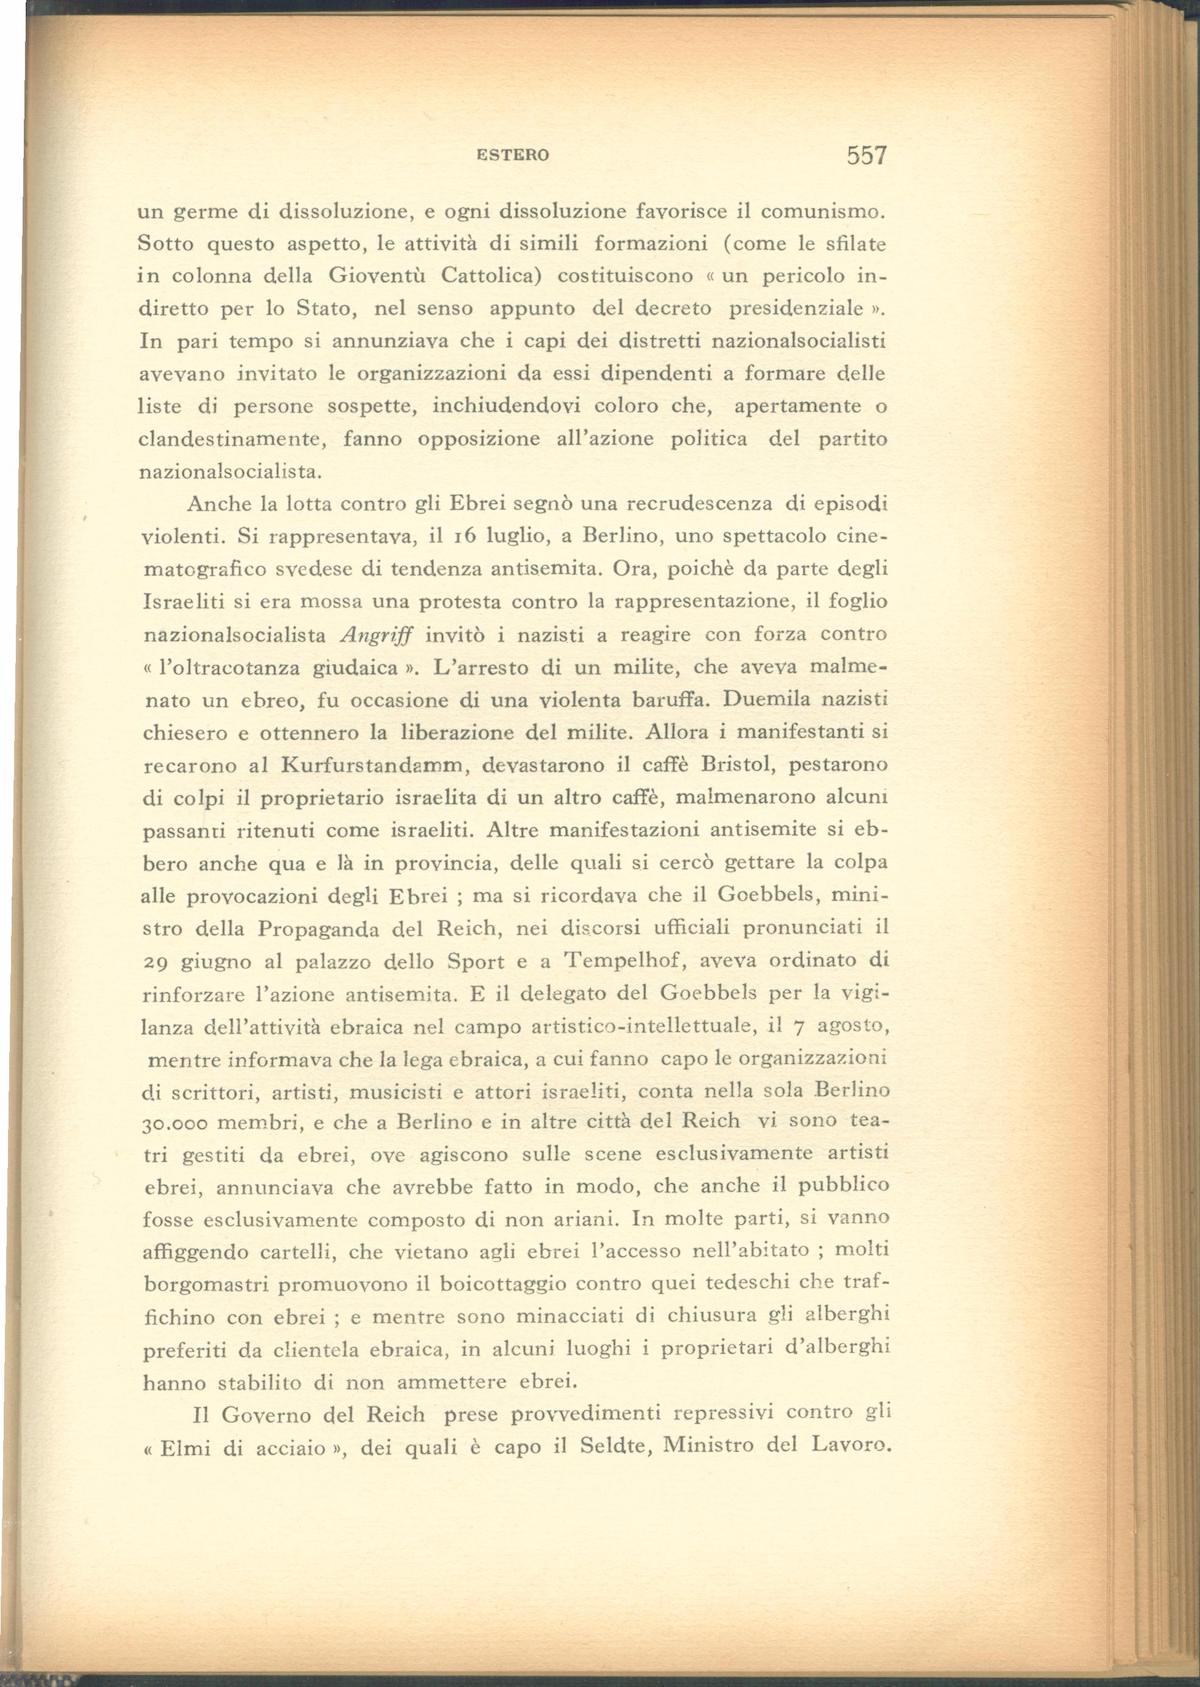 ESTERO 557
un germe di dissoluzione, e ogni dissoluzione favorisce il comunismo.
Sotto questo aspetto, le attività di simili formazioni (come le sfilate
in colonna della Gioventù Cattolica) costituiscono « un pericolo in-
diretto per lo Stato, nel senso appunto del decreto presidenziale ».
In pari tempo si annunziava che i capi dei distretti nazionalsocialisti
avevano invitato le organizzazioni da essi dipendenti a formare delle
liste di persone sospette, inchiudendovi coloro che, apertamente o
clandestinamente, fanno opposizione all'azione politica del partito
nazionalsocialista.
Anche la lotta contro gli Ebrei segnò una recrudescenza di episodi
violenti. Si rappresentava, il 16 luglio, a Berlino, uno spettacolo cine-
matografico svedese di tendenza antisemita. Ora, poichè da parte degli
Israeliti si era mossa una protesta contro la rappresentazione, il foglio
nazionalsocialista Angriff invitò i nazisti a reagire con forza contro
« l'oltracotanza giudaica ». L'arresto di un milite, che aveva malme-
nato un ebreo, fu occasione di una violenta baruffa. Duemila nazisti
chiesero e ottennero la liberazione del milite. Allora i manifestanti si
recarono al Kurfurstandamm, devastarono il caffè Bristol, pestarono
di colpi il proprietario israelita di un altro caffè, malmenarono alcuni
passanti ritenuti come israeliti. Altre manifestazioni antisemite si eb-
bero anche qua e là in provincia, delle quali si cercò gettare la colpa
alle provocazioni degli Ebrei ; ma si ricordava che il Goebbels, mini-
stro della Propaganda del Reich, nei discorsi ufficiali pronunciati il
29 giugno al palazzo dello Sport e a Tempelhof, aveva ordinato di
rinforzare l'azione antisemita. E il delegato del Goebbels per la vigi-
lanza dell'attività ebraica nel campo artistico-intellettuale, il 7 agosto,
mentre informava che la lega ebraica, a cui fanno capo le organizzazioni
di scrittori, artisti, musicisti e attori israeliti, conta nella sola Berlino
30.000 membri, e che a Berlino e in altre città del Reich vi sono tea-
tri gestiti da ebrei, ove agiscono sulle scene esclusivamente artisti
ebrei, annunciava che avrebbe fatto in modo, che anche il pubblico
fosse esclusivamente composto di non ariani. In molte parti, si vanno
affiggendo cartelli, che vietano agli ebrei l'accesso nell'abitato ; molti
borgomastri promuovono il boicottaggio contro quei tedeschi che traf-
fichino con ebrei ; e mentre sono minacciati di chiusura gli alberghi
preferiti da clientela ebraica, in alcuni luoghi i proprietari d'alberghi
hanno stabilito di non ammettere ebrei.
Il Governo del Reich prese provvedimenti repressivi contro gli
« Elmi di acciaio », dei quali è capo il Seldte, Ministro del Lavoro.